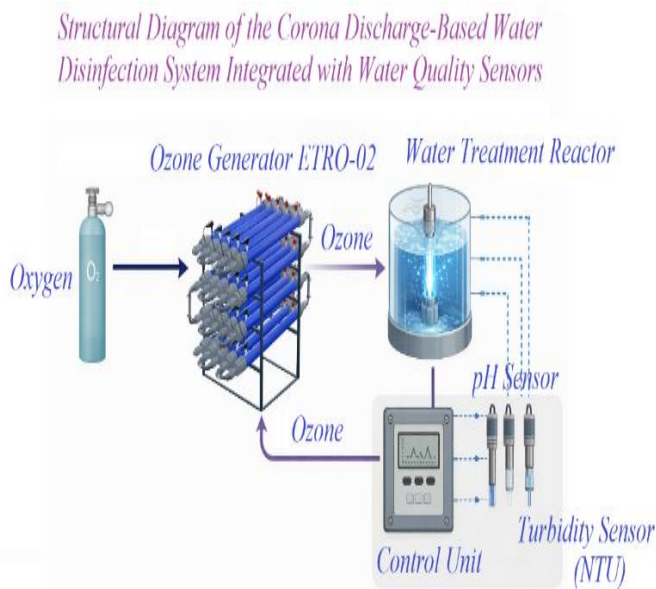 Structural Diagram of the Corona Discharge-Based Water
Disinfection System Integrated with Water Quality Sensors
Ozone Generator ETRO-02
Water Treatment Reactor
Oxygen
O₂
Ozone
pH Sensor
Ozone
Control Unit
Turbidity Sensor
(NTU)